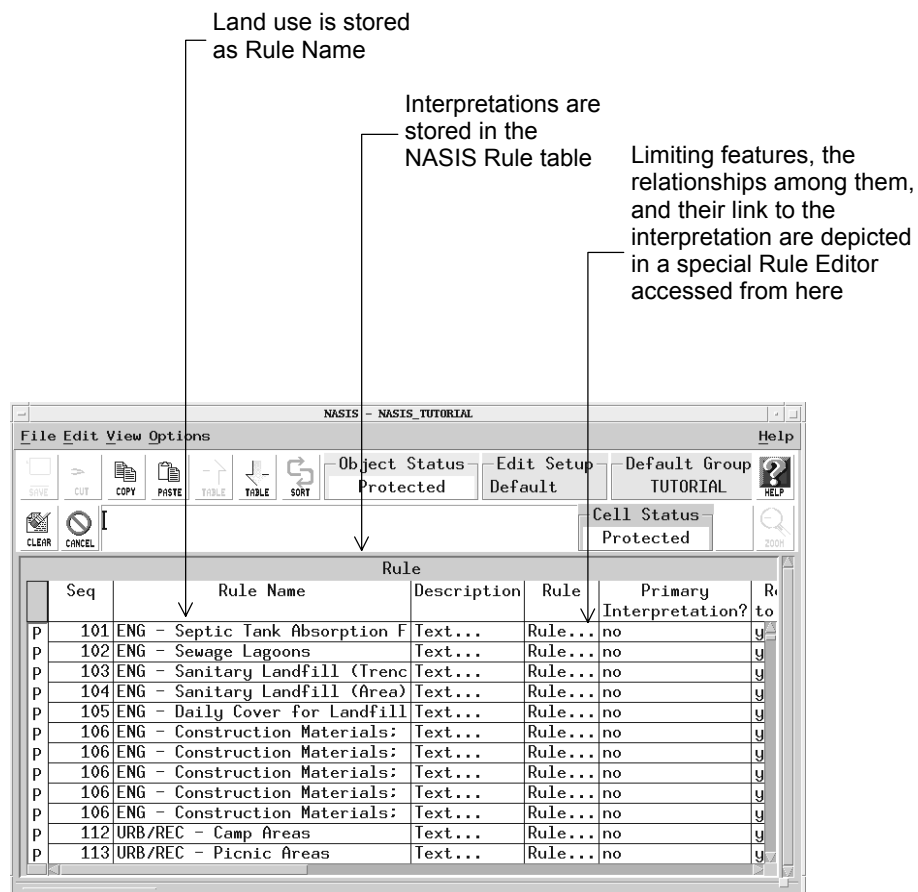 Land use is stored
as Rule Name
Interpretations are
stored in the
NASIS Rule table
Limiting features, the
relationships among them,
and their link to the
interpretation are depicted
in a special Rule Editor
accessed from here
NASIS - NASIS_TUTORIAL
File Edit View Options Help
SAVE CUT COPY PASTE TABLE TABLE SORT Object Status Protected Edit Setup Default Default Group TUTORIAL HELP
CLEAR CANCEL Cell Status Protected ZOOM
Rule
Seq Rule Name Description Rule Primary Interpretation? to
P 101 ENG - Septic Tank Absorption F Text... Rule... no y
P 102 ENG - Sewage Lagoons Text... Rule... no y
P 103 ENG - Sanitary Landfill (Trenc Text... Rule... no y
P 104 ENG - Sanitary Landfill (Area) Text... Rule... no y
P 105 ENG - Daily Cover for Landfill Text... Rule... no y
P 106 ENG - Construction Materials; Text... Rule... no y
P 106 ENG - Construction Materials; Text... Rule... no y
P 106 ENG - Construction Materials; Text... Rule... no y
P 106 ENG - Construction Materials; Text... Rule... no y
P 106 ENG - Construction Materials; Text... Rule... no y
P 112 URB/REC - Camp Areas Text... Rule... no y
P 113 URB/REC - Picnic Areas Text... Rule... no y